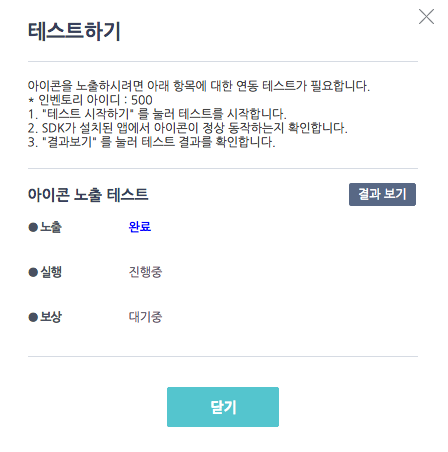 테스트하기
아이콘을 노출하시려면 아래 항목에 대한 연동 테스트가 필요합니다.
* 인벤토리 아이디 : 500
1. "테스트 시작하기" 를 눌러 테스트를 시작합니다.
2. SDK가 설치된 앱에서 아이콘이 정상 동작하는지 확인합니다.
3. "결과보기" 를 눌러 테스트 결과를 확인합니다.
아이콘 노출 테스트 결과 보기
● 노출 완료
● 실행 진행중
● 보상 대기중
닫기